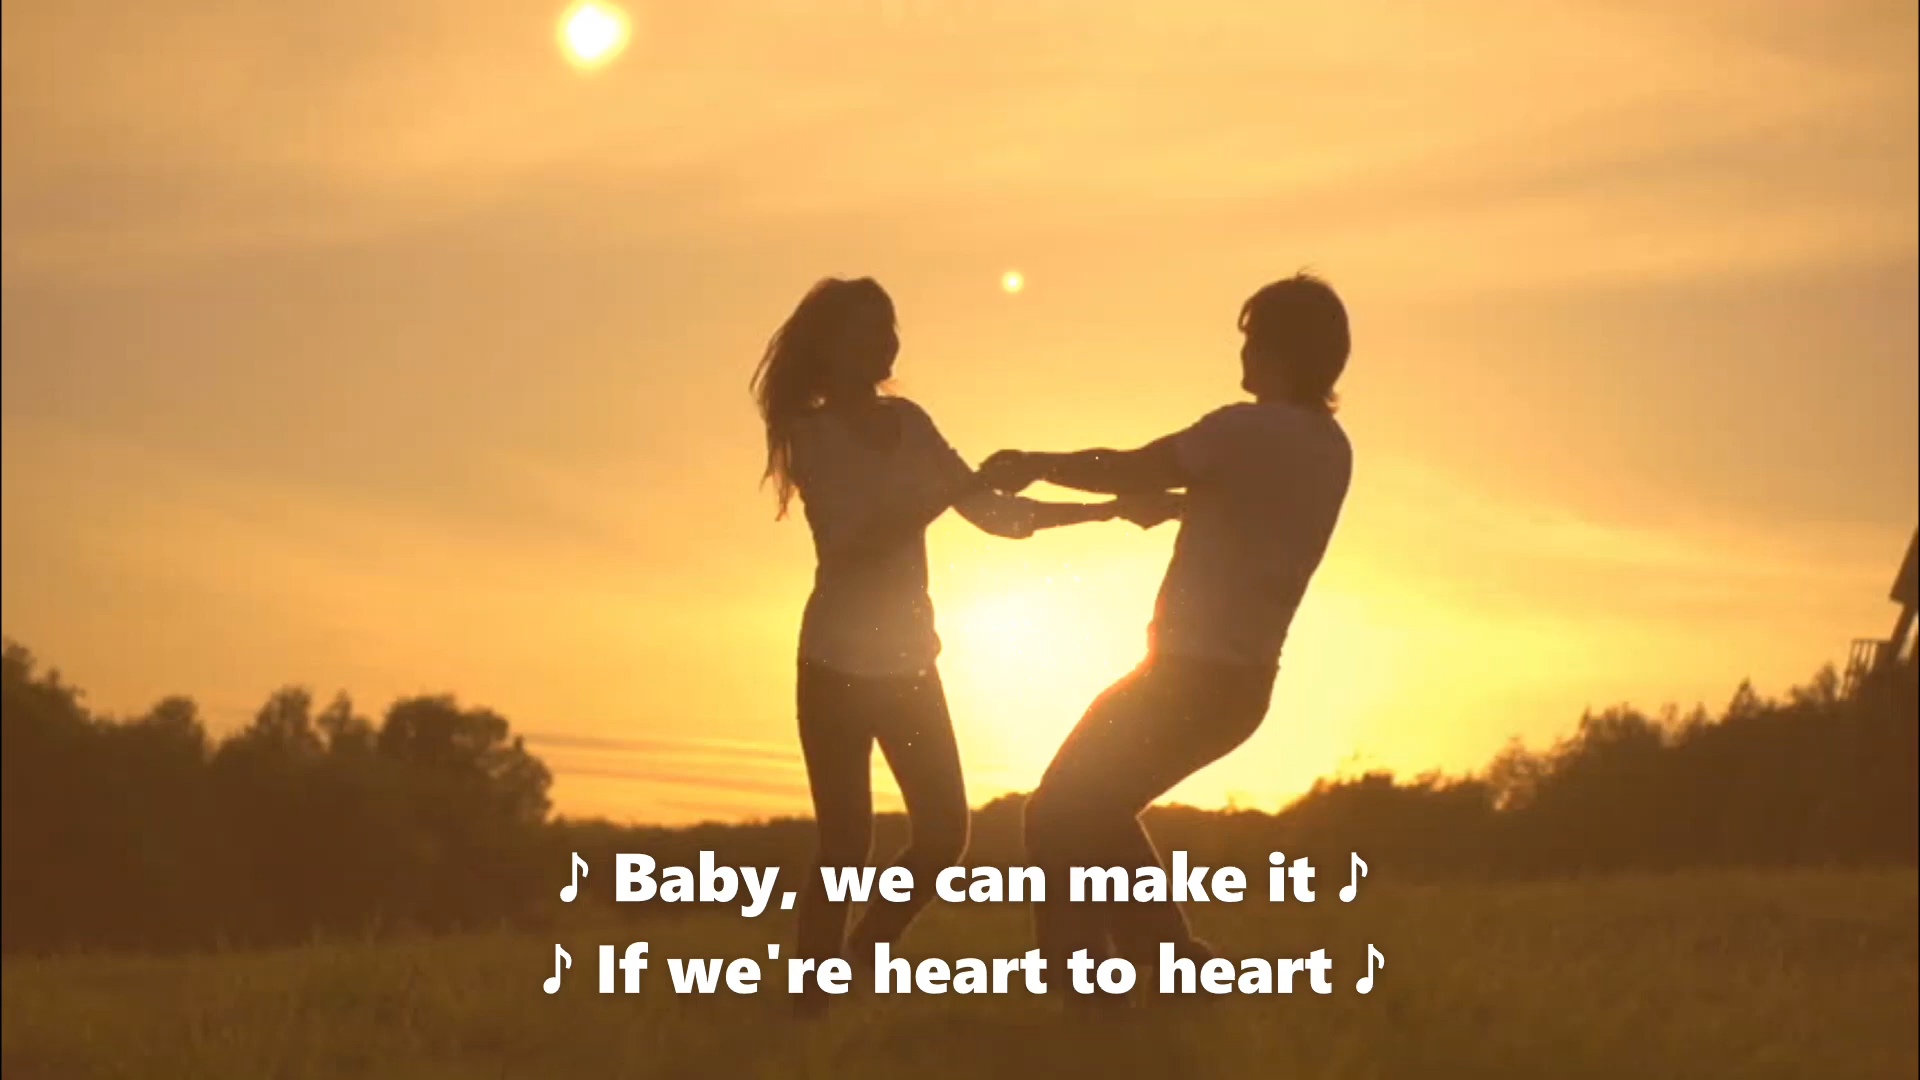 ♪ Baby, we can make it ♪
♪ If we're heart to heart ♪